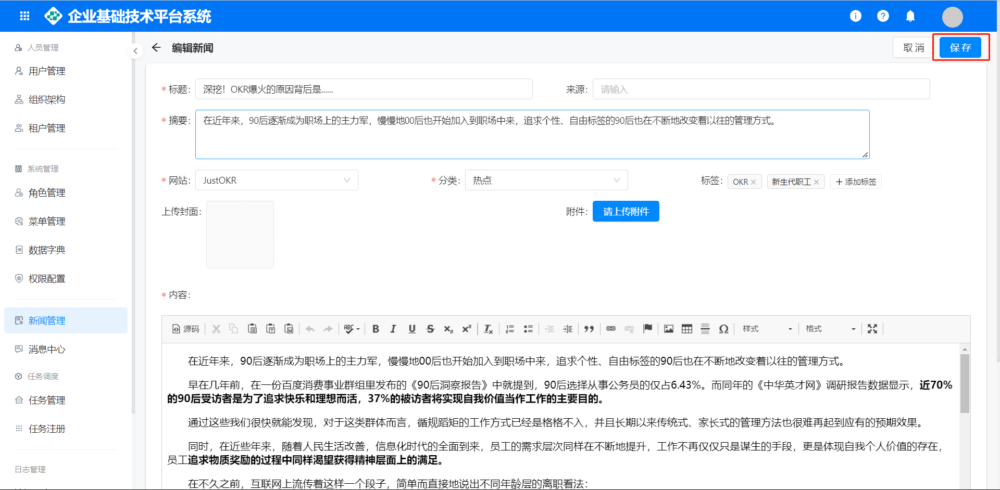 企业基础技术平台系统
人员管理
用户管理
组织架构
租户管理
系统管理
角色管理
菜单管理
数据字典
权限配置
新闻管理
消息中心
任务调度
任务管理
任务注册
日志管理
编辑新闻
取 消
保 存
* 标题:
深挖！OKR爆火的原因背后是......
来源:
请输入
* 摘要:
在近年来，90后逐渐成为职场上的主力军，慢慢地00后也开始加入到职场中来，追求个性、自由标签的90后也在不断地改变着以往的管理方式。
* 网站:
JustOKR
* 分类:
热点
标签:
OKR
新生代职工
添加标签
上传封面:
附件:
请上传附件
* 内容:
源码
样式
格式
在近年来，90后逐渐成为职场上的主力军，慢慢地00后也开始加入到职场中来，追求个性、自由标签的90后也在不断地改变着以往的管理方式。
早在几年前，在一份百度消费事业群组里发布的《90后洞察报告》中就提到，90后选择从事公务员的仅占6.43%。而同年的《中华英才网》调研报告数据显示，近70%
的90后受访者是为了追求快乐和理想而活，37%的被访者将实现自我价值当作工作的主要目的。
通过这些我们很快就能发现，对于这类群体而言，循规蹈矩的工作方式已经是格格不入，并且长期以来传统式、家长式的管理方法也很难再起到应有的预期效果。
同时，在近些年来，随着人民生活改善，信息化时代的全面到来，员工的需求层次同样在不断地提升，工作不再仅仅只是谋生的手段，更是体现自我个人价值的存在，
员工追求物质奖励的过程中同样渴望获得精神层面上的满足。
在不久之前，互联网上流传着这样一个段子，简单而直接地说出不同年龄层的离职看法：